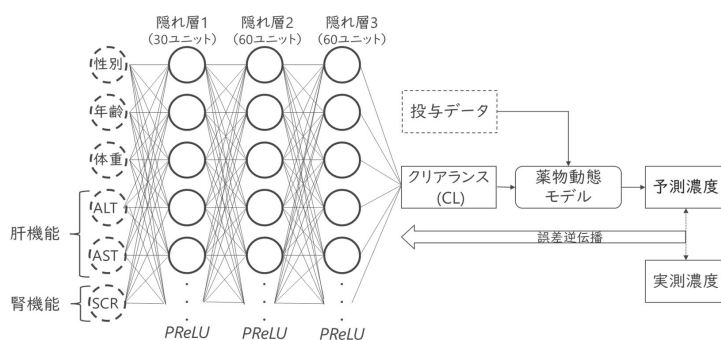 隠れ層1
(30ユニット)
隠れ層2
(60ユニット)
隠れ層3
(60ユニット)
性別
年齢
体重
ALT
AST
SCR
肝機能
腎機能
PReLU
PReLU
PReLU
投与データ
クリアランス
(CL)
薬物動態
モデル
予測濃度
誤差逆伝播
実測濃度